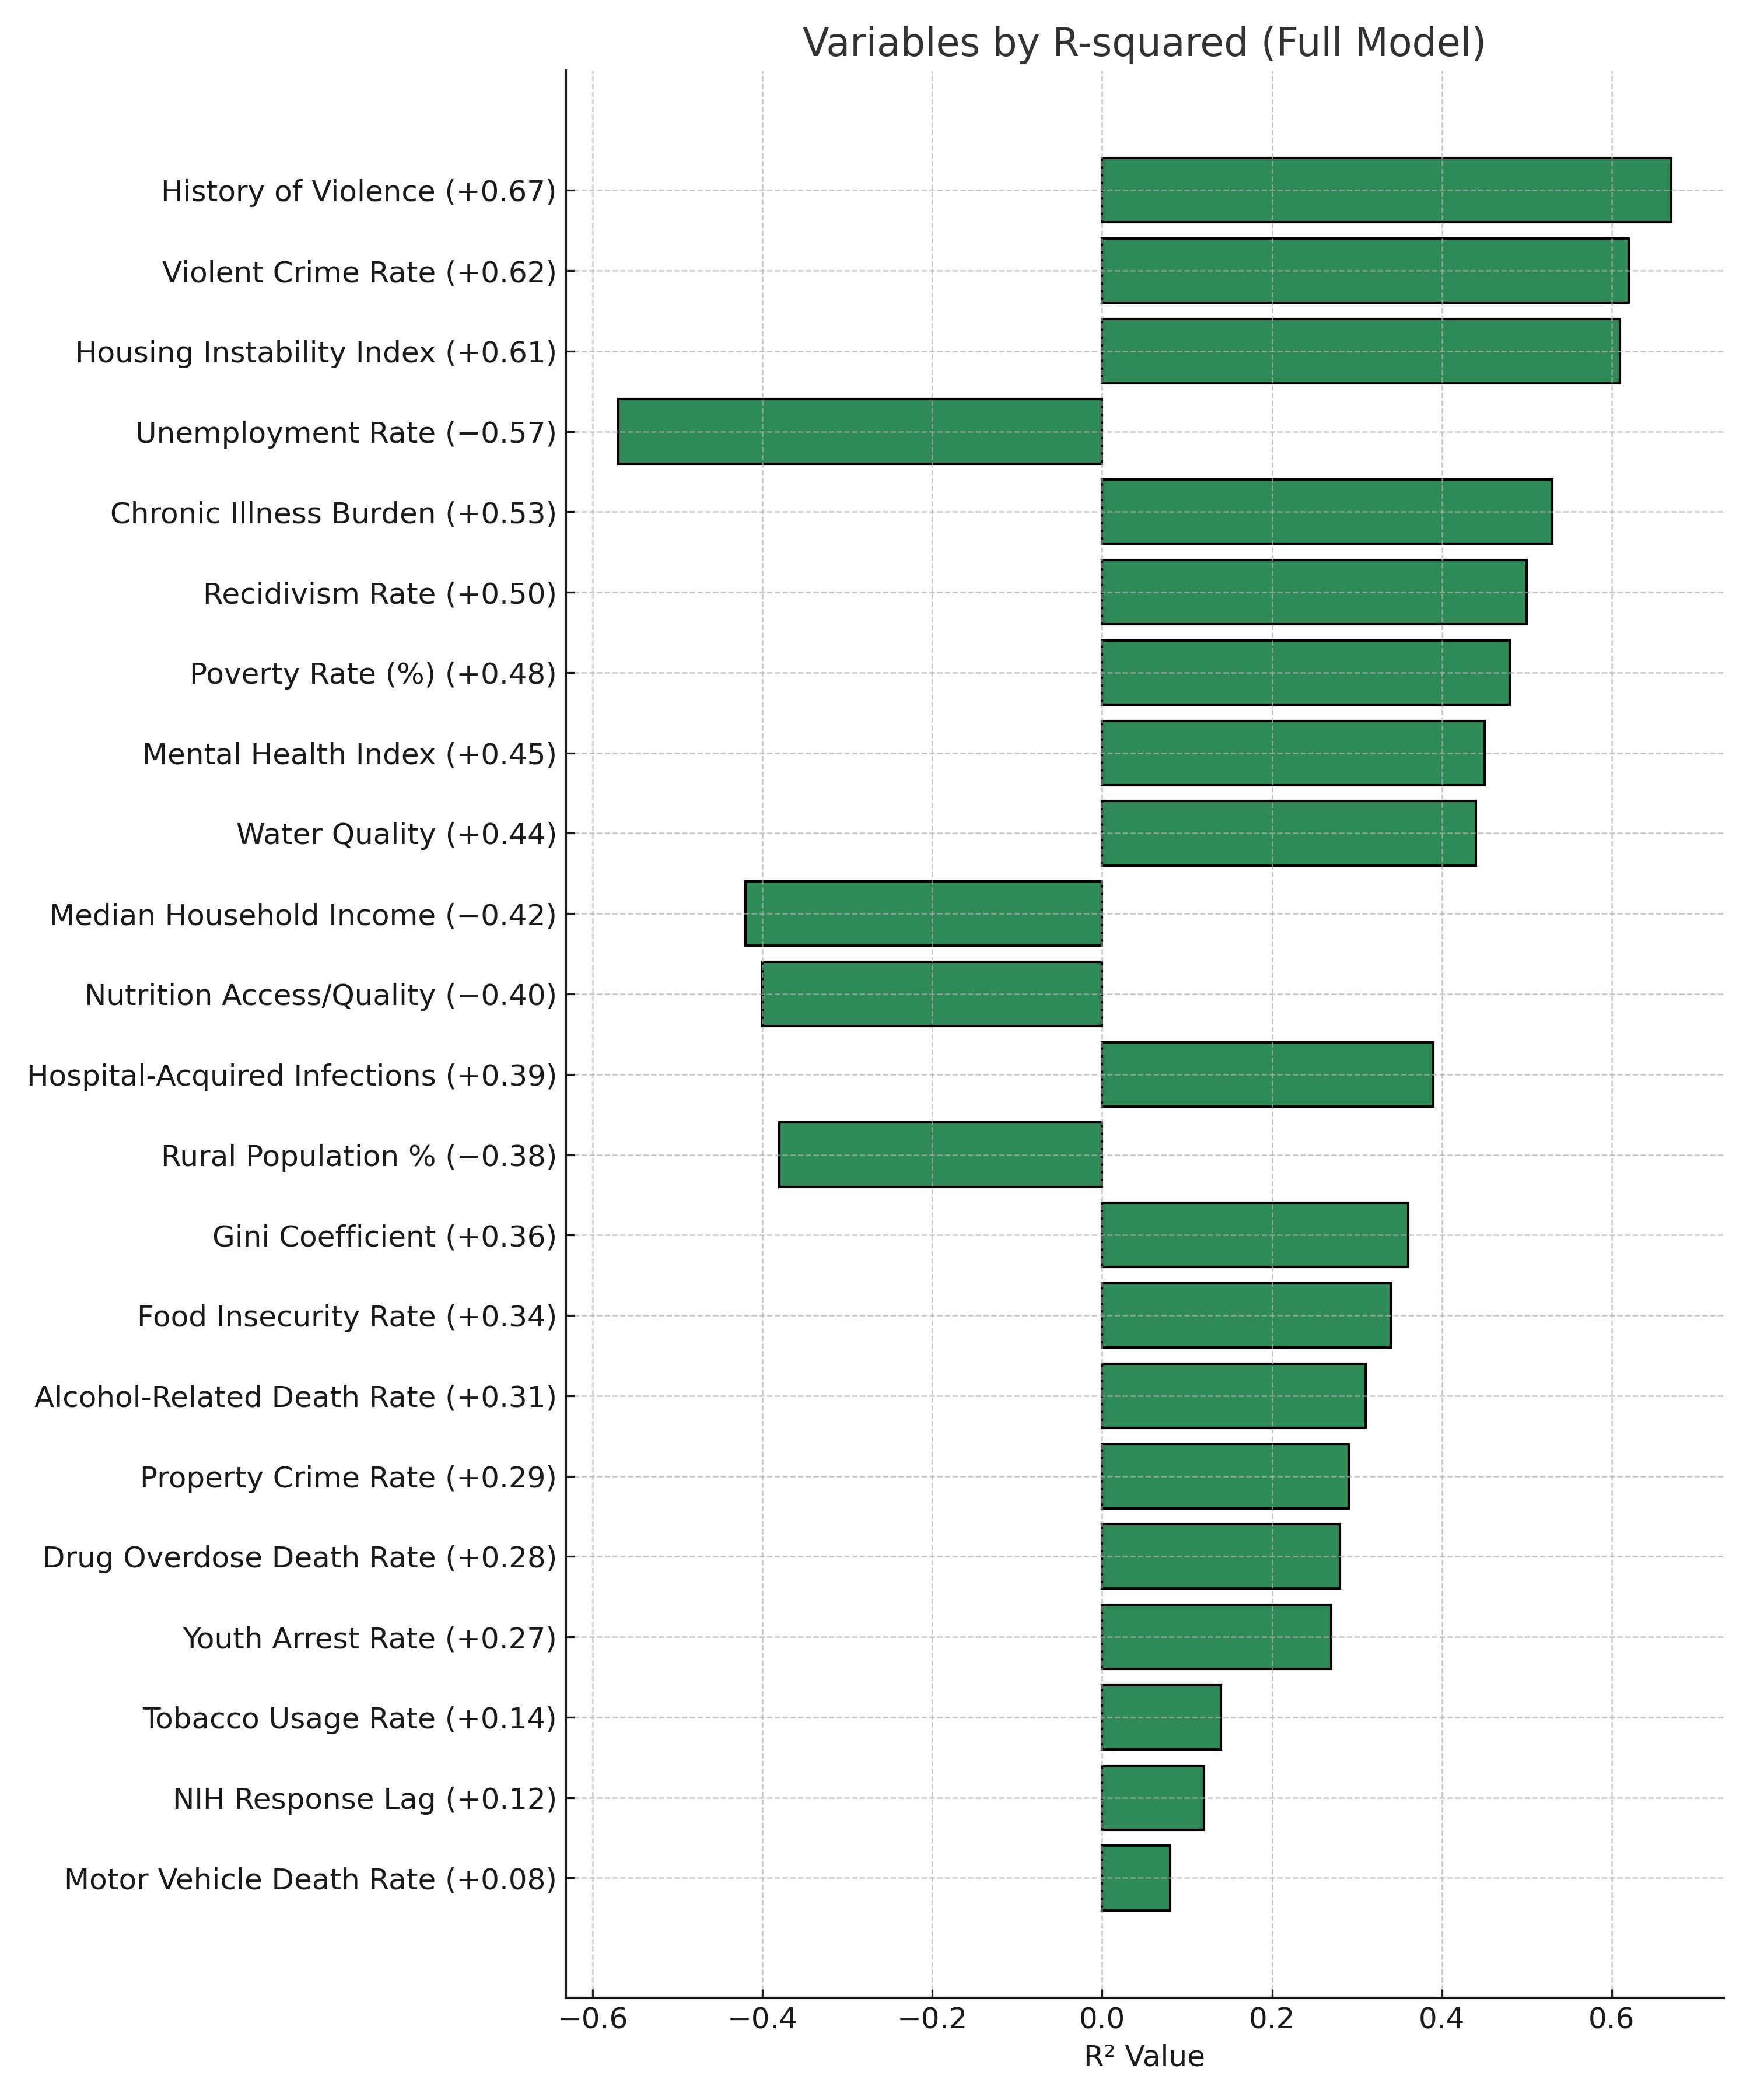 Variables by R-squared (Full Model)
History of Violence (+0.67)
Violent Crime Rate (+0.62)
Housing Instability Index (+0.61)
Unemployment Rate (−0.57)
Chronic Illness Burden (+0.53)
Recidivism Rate (+0.50)
Poverty Rate (%) (+0.48)
Mental Health Index (+0.45)
Water Quality (+0.44)
Median Household Income (−0.42)
Nutrition Access/Quality (−0.40)
Hospital-Acquired Infections (+0.39)
Rural Population % (−0.38)
Gini Coefficient (+0.36)
Food Insecurity Rate (+0.34)
Alcohol-Related Death Rate (+0.31)
Property Crime Rate (+0.29)
Drug Overdose Death Rate (+0.28)
Youth Arrest Rate (+0.27)
Tobacco Usage Rate (+0.14)
NIH Response Lag (+0.12)
Motor Vehicle Death Rate (+0.08)
−0.6 −0.4 −0.2 0.0 0.2 0.4 0.6
R² Value